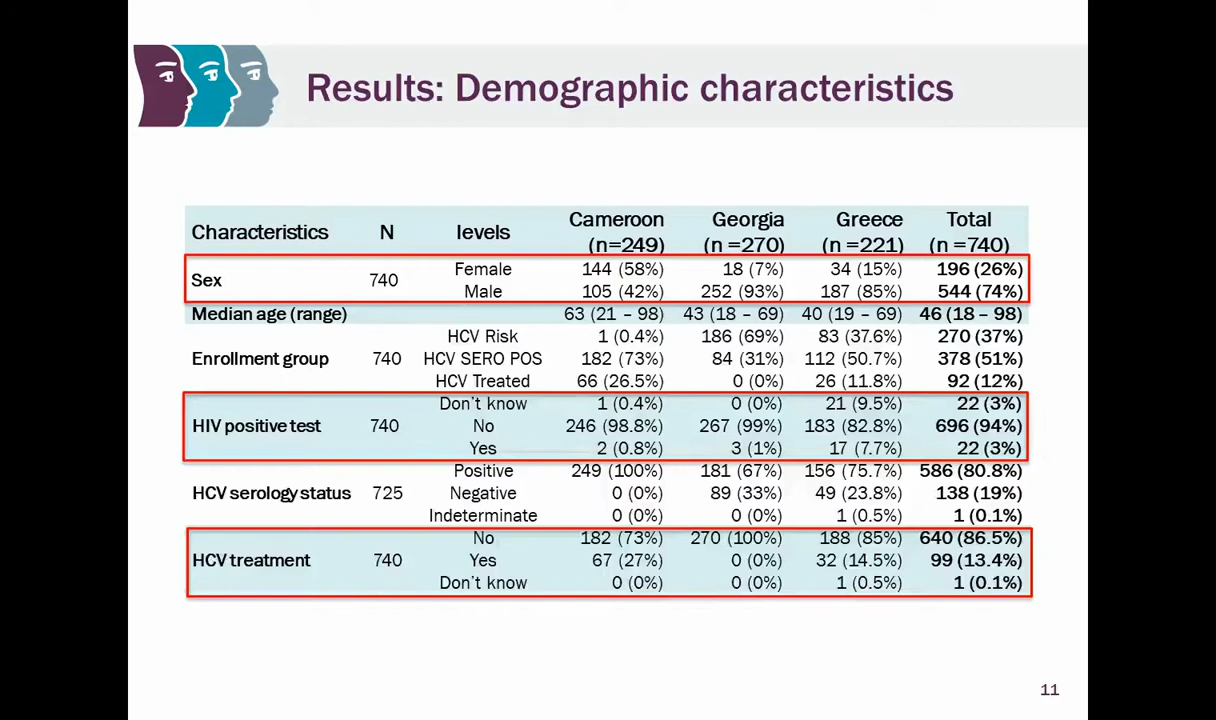 Results: Demographic characteristics
Characteristics N levels Cameroon (n=249) Georgia (n =270) Greece (n =221) Total (n =740)
Sex 740 Female 144 (58%) 18 (7%) 34 (15%) 196 (26%)
Male 105 (42%) 252 (93%) 187 (85%) 544 (74%)
Median age (range) 63 (21 – 98) 43 (18 – 69) 40 (19 – 69) 46 (18 – 98)
Enrollment group 740 HCV Risk 1 (0.4%) 186 (69%) 83 (37.6%) 270 (37%)
HCV SERO POS 182 (73%) 84 (31%) 112 (50.7%) 378 (51%)
HCV Treated 66 (26.5%) 0 (0%) 26 (11.8%) 92 (12%)
HIV positive test 740 Don't know 1 (0.4%) 0 (0%) 21 (9.5%) 22 (3%)
No 246 (98.8%) 267 (99%) 183 (82.8%) 696 (94%)
Yes 2 (0.8%) 3 (1%) 17 (7.7%) 22 (3%)
HCV serology status 725 Positive 249 (100%) 181 (67%) 156 (75.7%) 586 (80.8%)
Negative 0 (0%) 89 (33%) 49 (23.8%) 138 (19%)
Indeterminate 0 (0%) 0 (0%) 1 (0.5%) 1 (0.1%)
HCV treatment 740 No 182 (73%) 270 (100%) 188 (85%) 640 (86.5%)
Yes 67 (27%) 0 (0%) 32 (14.5%) 99 (13.4%)
Don't know 0 (0%) 0 (0%) 1 (0.5%) 1 (0.1%)
11